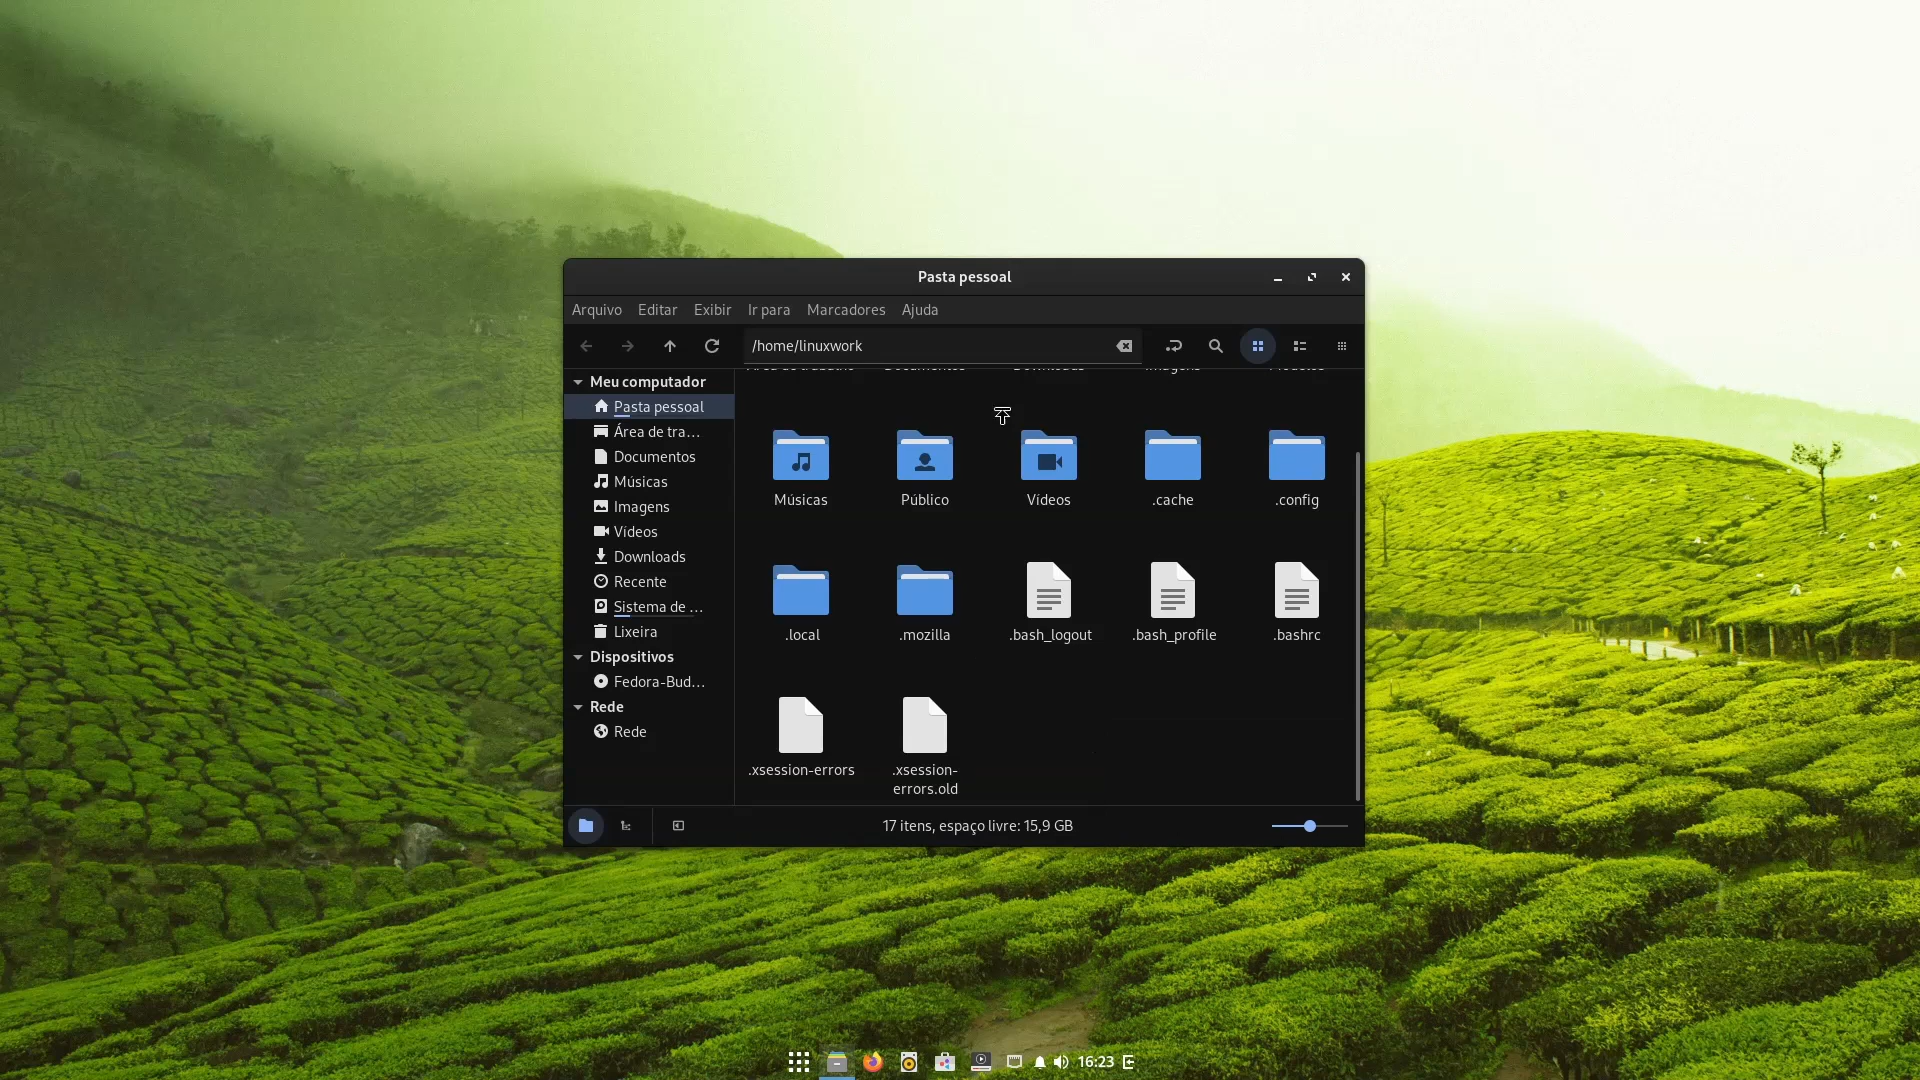 Pasta pessoal
Arquivo Editar Exibir Ir para Marcadores Ajuda
/home/linuxwork
Meu computador
Pasta pessoal
Área de tra...
Documentos
Músicas
Imagens
Vídeos
Downloads
Recente
Sistema de ...
Lixeira
Dispositivos
Fedora-Bud...
Rede
Rede
Músicas Público Vídeos .cache .config
.local .mozilla .bash_logout .bash_profile .bashrc
.xsession-errors .xsession-
errors.old
17 itens, espaço livre: 15,9 GB
16:23